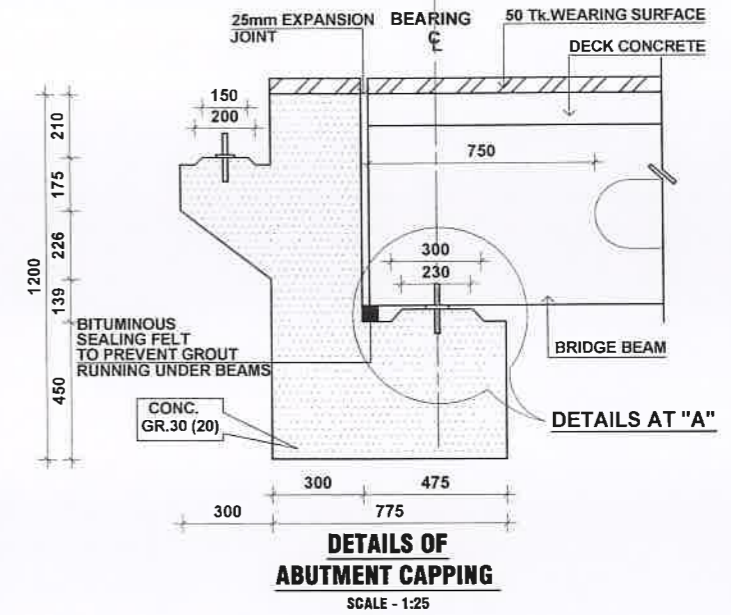 25mm EXPANSION
JOINT
BEARING
℄
50 Tk.WEARING SURFACE
DECK CONCRETE
150
200
210
175
226
139
450
1200
750
300
230
BITUMINOUS
SEALING FELT
TO PREVENT GROUT
RUNNING UNDER BEAMS
BRIDGE BEAM
CONC.
GR.30 (20)
DETAILS AT "A"
300
475
300
775
DETAILS OF
ABUTMENT CAPPING
SCALE - 1:25